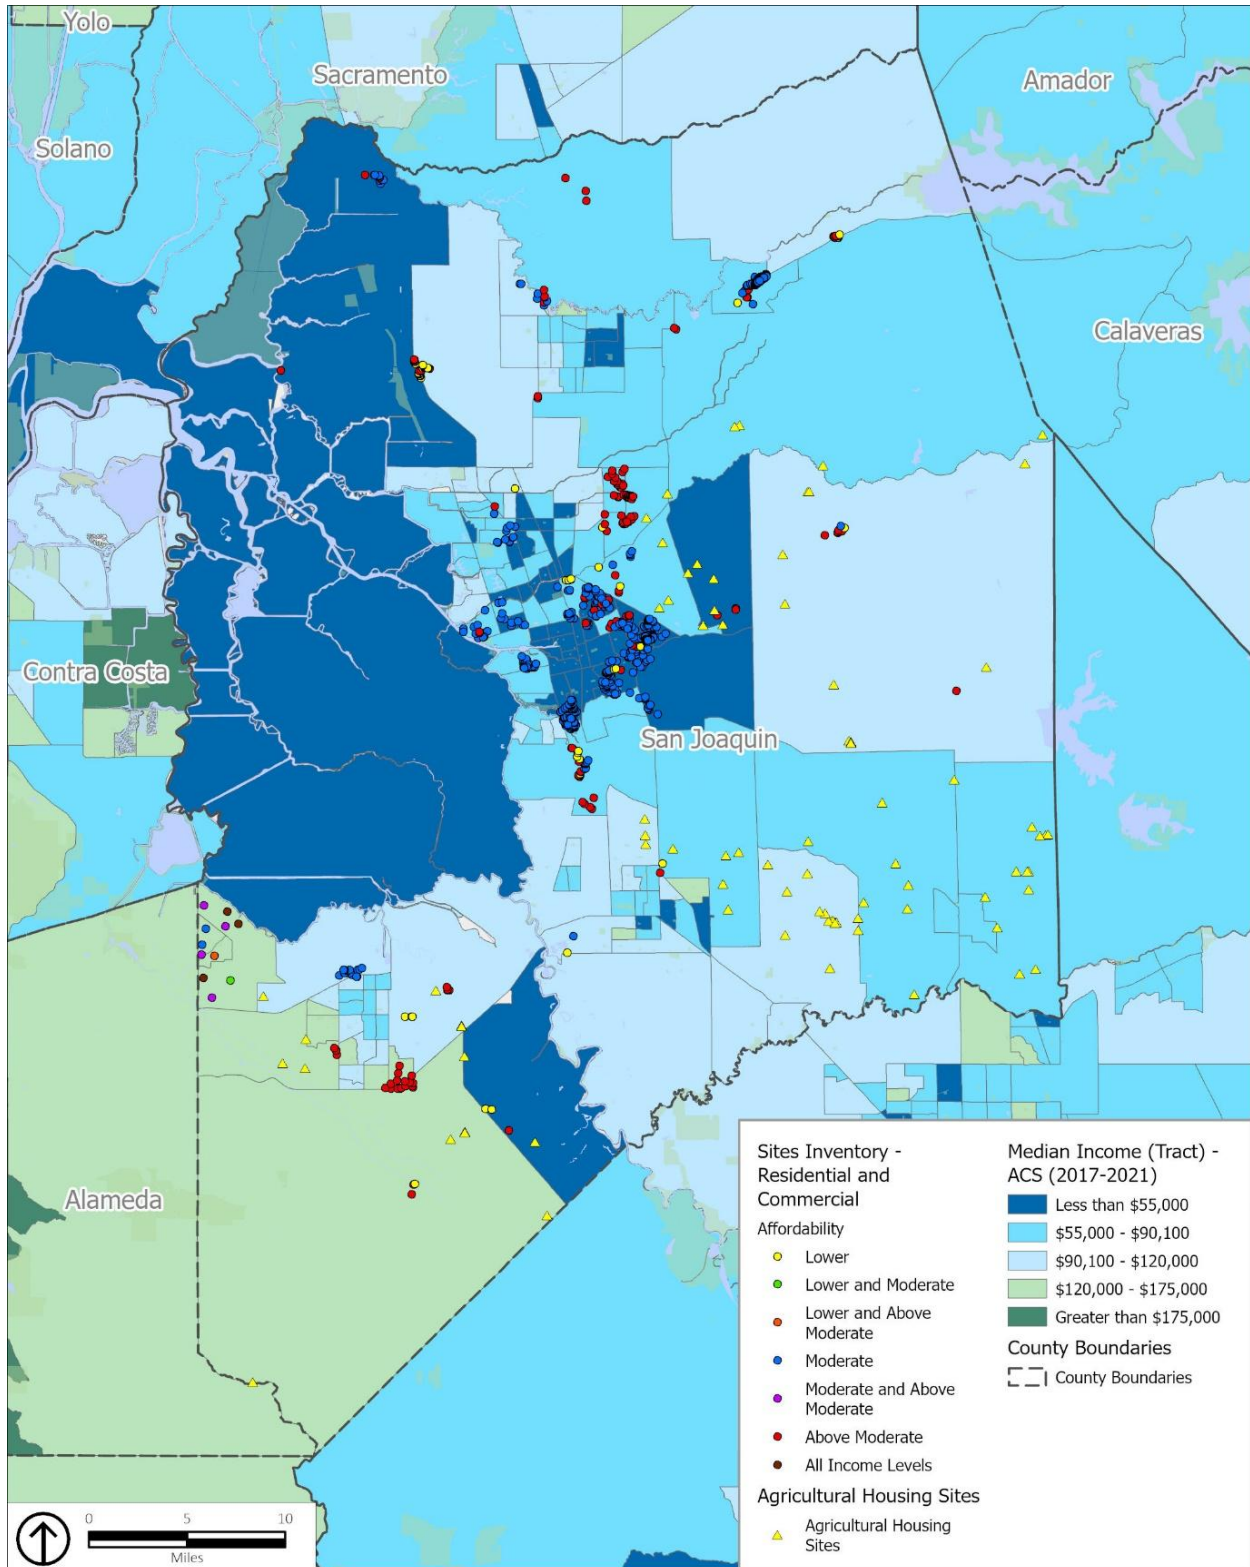 Yolo
Sacramento
Amador
Solano
Calaveras
Contra Costa
San Joaquin
Alameda
Sites Inventory -
Residential and
Commercial
Affordability
Lower
Lower and Moderate
Lower and Above
Moderate
Moderate
Moderate and Above
Moderate
Above Moderate
All Income Levels
Agricultural Housing Sites
Agricultural Housing
Sites
Median Income (Tract) -
ACS (2017-2021)
Less than $55,000
$55,000 - $90,100
$90,100 - $120,000
$120,000 - $175,000
Greater than $175,000
County Boundaries
County Boundaries
0 5 10
Miles